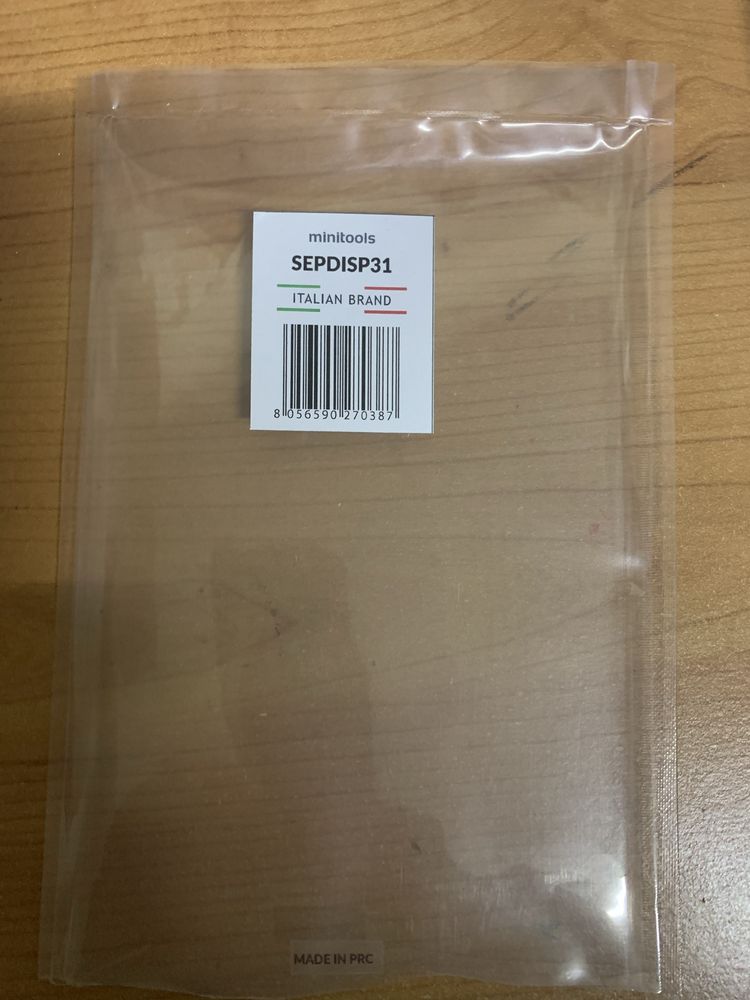 minitools
SEPDISP31
ITALIAN BRAND
8 056590 270387
MADE IN PRC